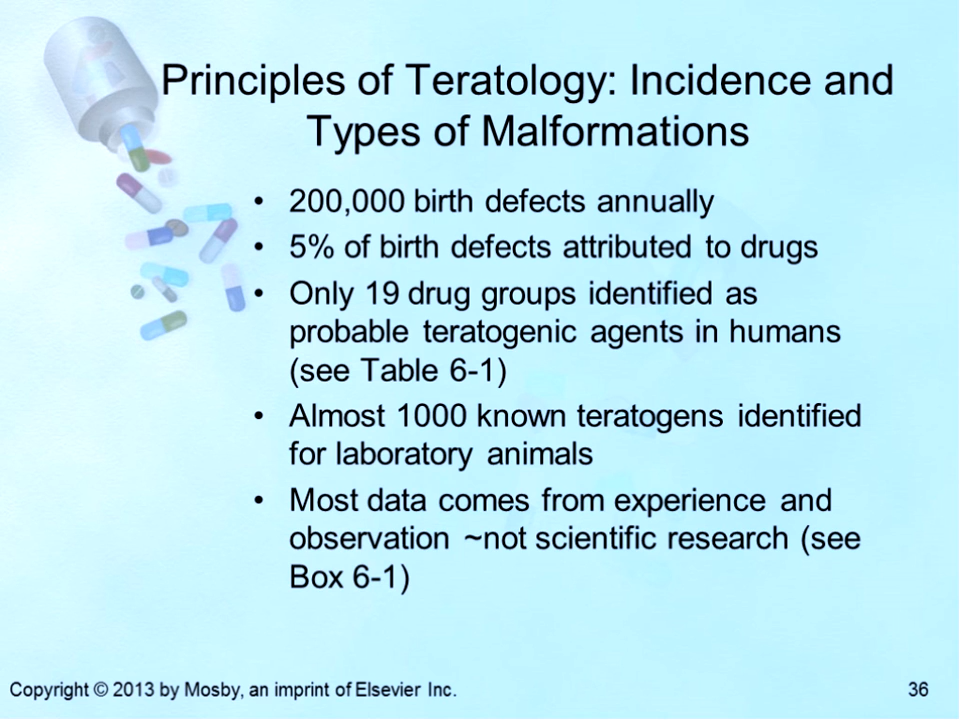 Principles of Teratology: Incidence and
Types of Malformations
• 200,000 birth defects annually
• 5% of birth defects attributed to drugs
• Only 19 drug groups identified as
probable teratogenic agents in humans
(see Table 6-1)
• Almost 1000 known teratogens identified
for laboratory animals
• Most data comes from experience and
observation ~not scientific research (see
Box 6-1)
Copyright © 2013 by Mosby, an imprint of Elsevier Inc.
36